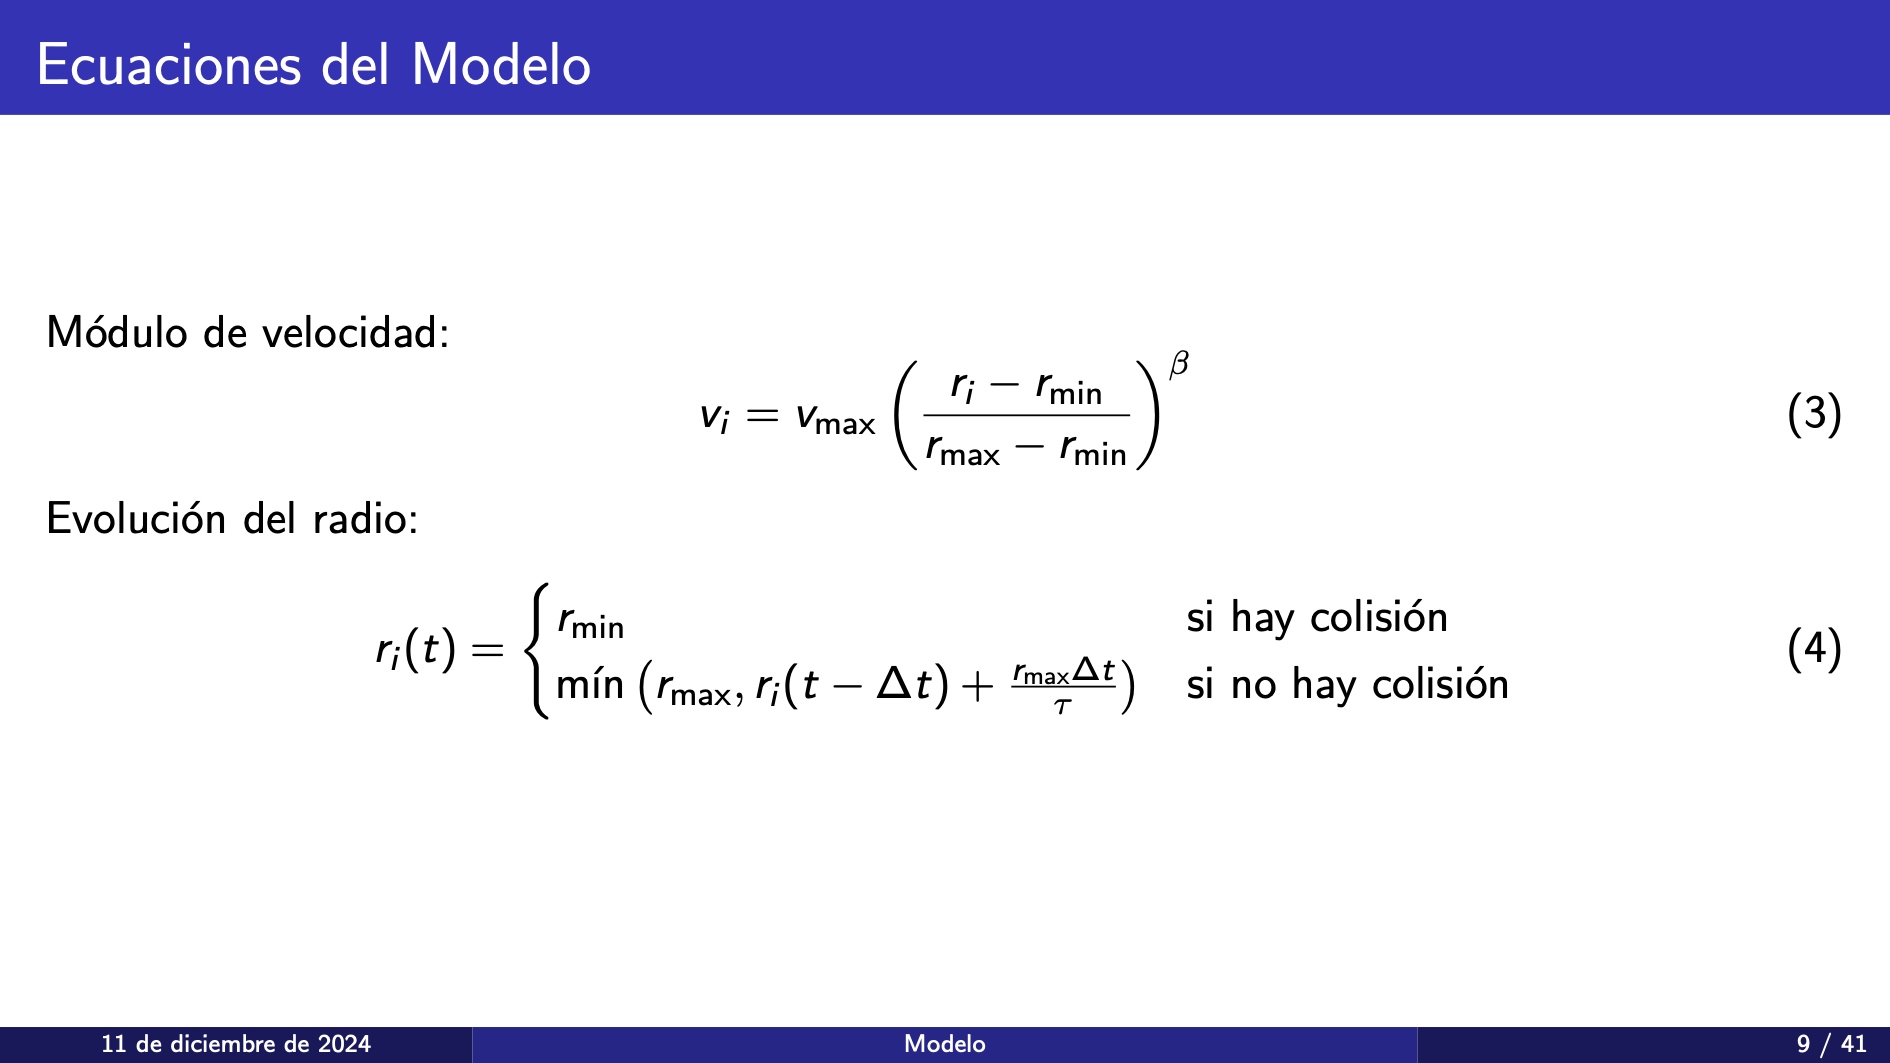 Ecuaciones del Modelo
Módulo de velocidad:
$v_i = v_{\text{max}} \left( \frac{r_i - r_{\text{min}}}{r_{\text{max}} - r_{\text{min}}} \right)^{\beta}$ (3)
Evolución del radio:
$r_i(t) = \begin{cases} r_{\text{min}} & \text{si hay colisión} \\ \text{mín} \left( r_{\text{max}}, r_i(t - \Delta t) + \frac{r_{\text{max}} \Delta t}{\tau} \right) & \text{si no hay colisión} \end{cases}$ (4)
11 de diciembre de 2024 Modelo 9 / 41